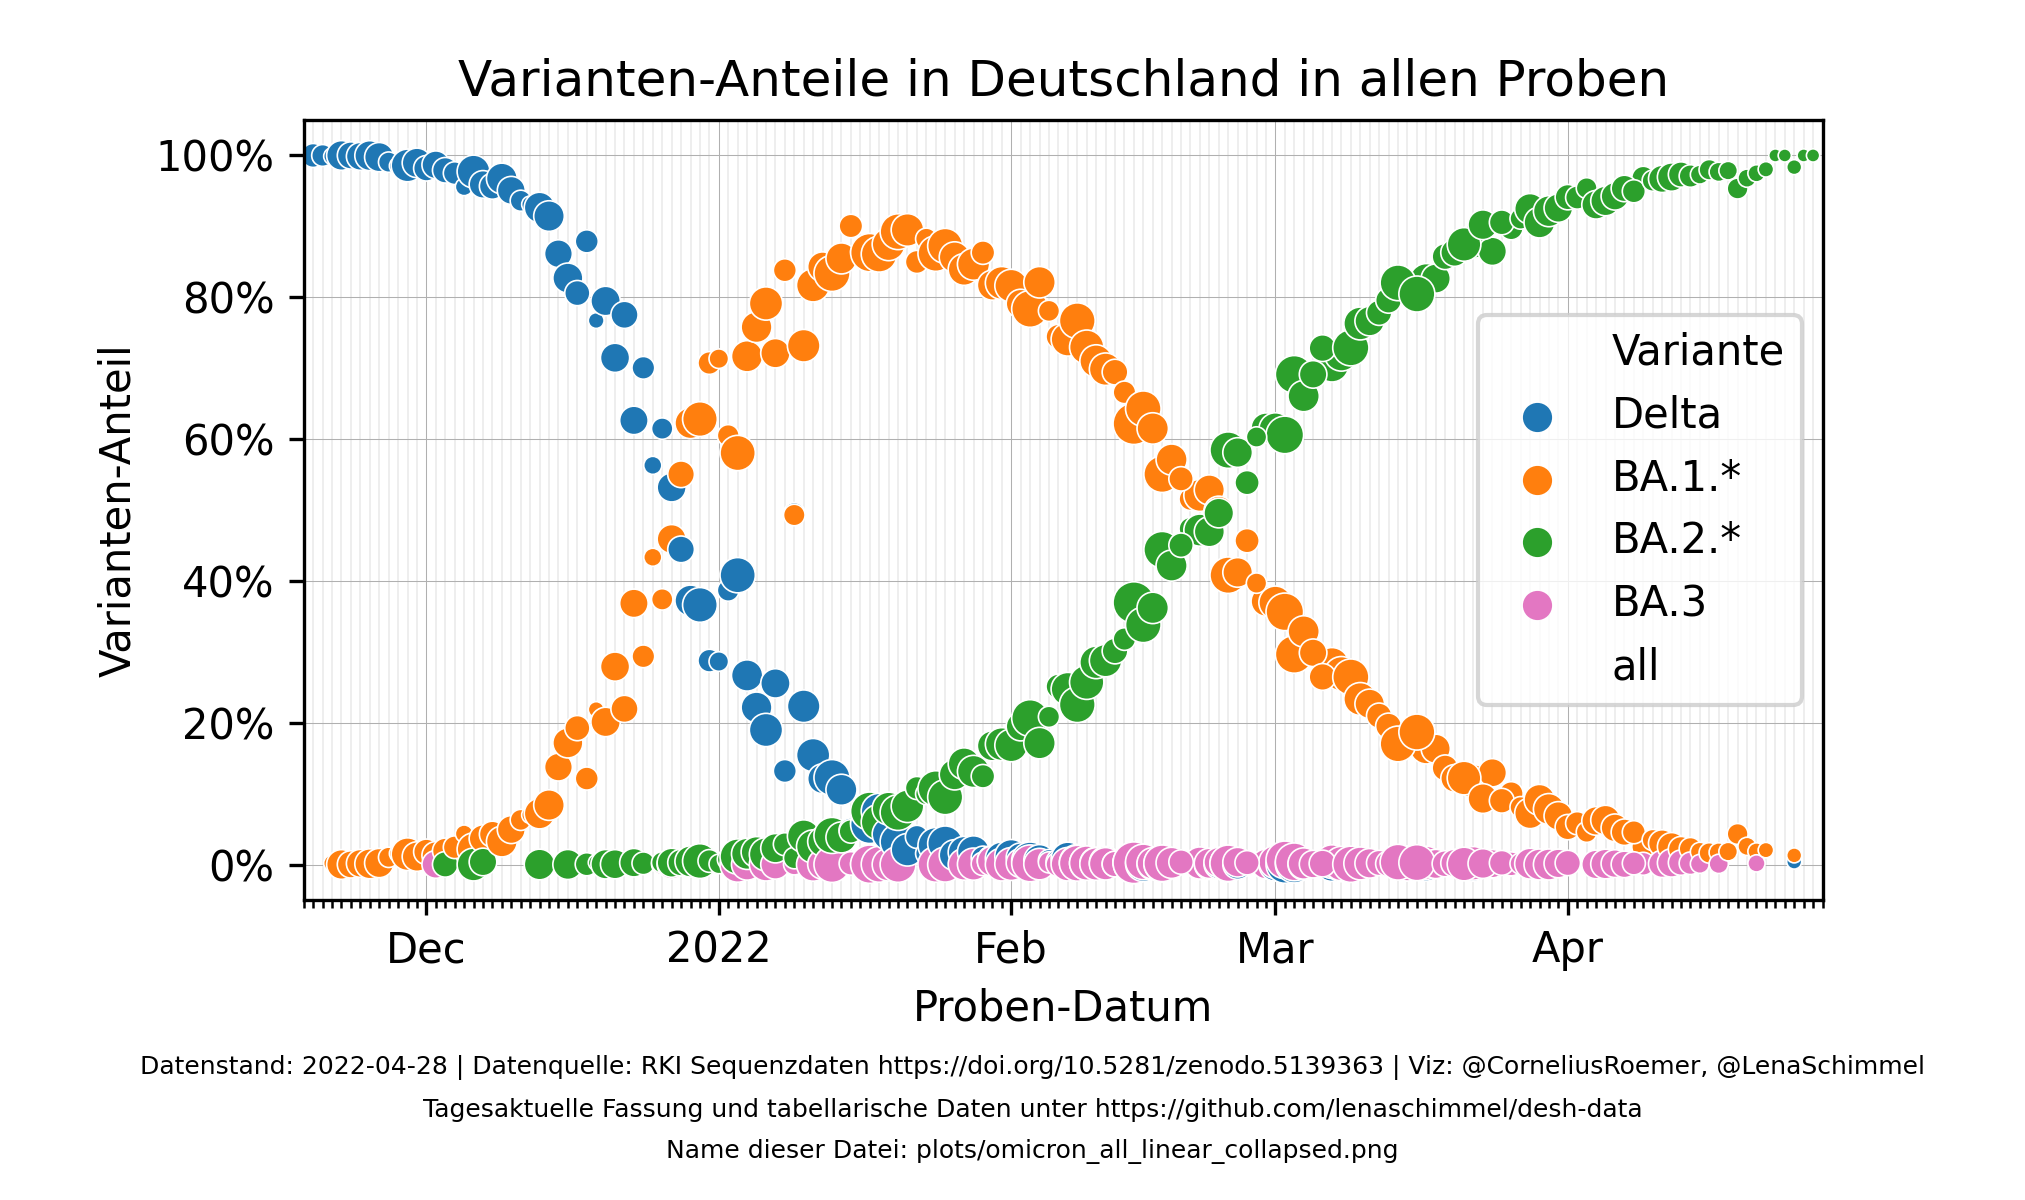 Varianten-Anteile in Deutschland in allen Proben
Varianten-Anteil
100%
80%
60%
40%
20%
0%
Variante
Delta
BA.1.*
BA.2.*
BA.3
all
Dec
2022
Feb
Mar
Apr
Proben-Datum
Datenstand: 2022-04-28 | Datenquelle: RKI Sequenzdaten https://doi.org/10.5281/zenodo.5139363 | Viz: @CorneliusRoemer, @LenaSchimmel
Tagesaktuelle Fassung und tabellarische Daten unter https://github.com/lenaschimmel/desh-data
Name dieser Datei: plots/omicron_all_linear_collapsed.png